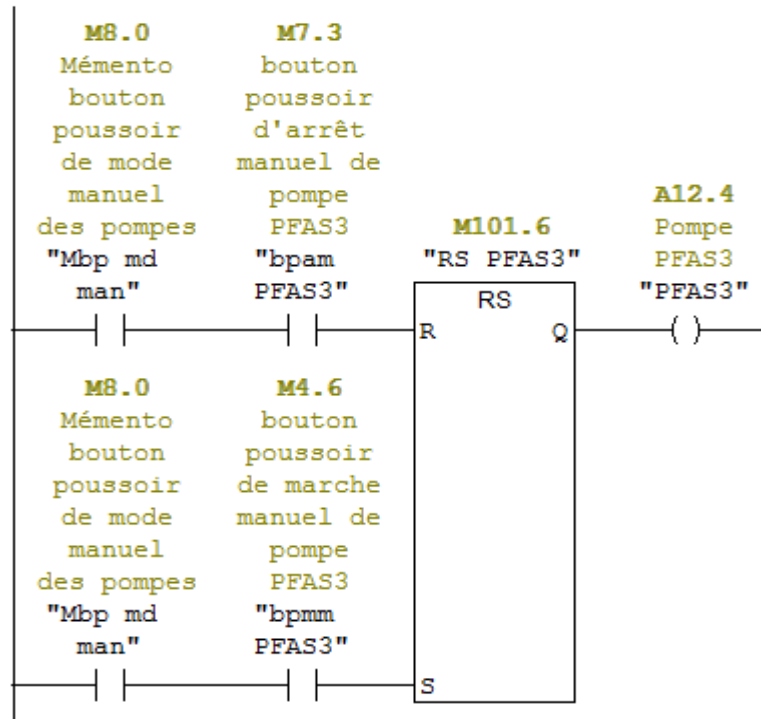 M8.0
Mémento
bouton
poussoir
de mode
manuel
des pompes
"Mbp md
man"
M7.3
bouton
poussoir
d'arrêt
manuel de
pompe
PFAS3
"bpam
PFAS3"
M101.6
"RS PFAS3"
RS
R
Q
A12.4
Pompe
PFAS3
"PFAS3"
M8.0
Mémento
bouton
poussoir
de mode
manuel
des pompes
"Mbp md
man"
M4.6
bouton
poussoir
de marche
manuel de
pompe
PFAS3
"bpmm
PFAS3"
S